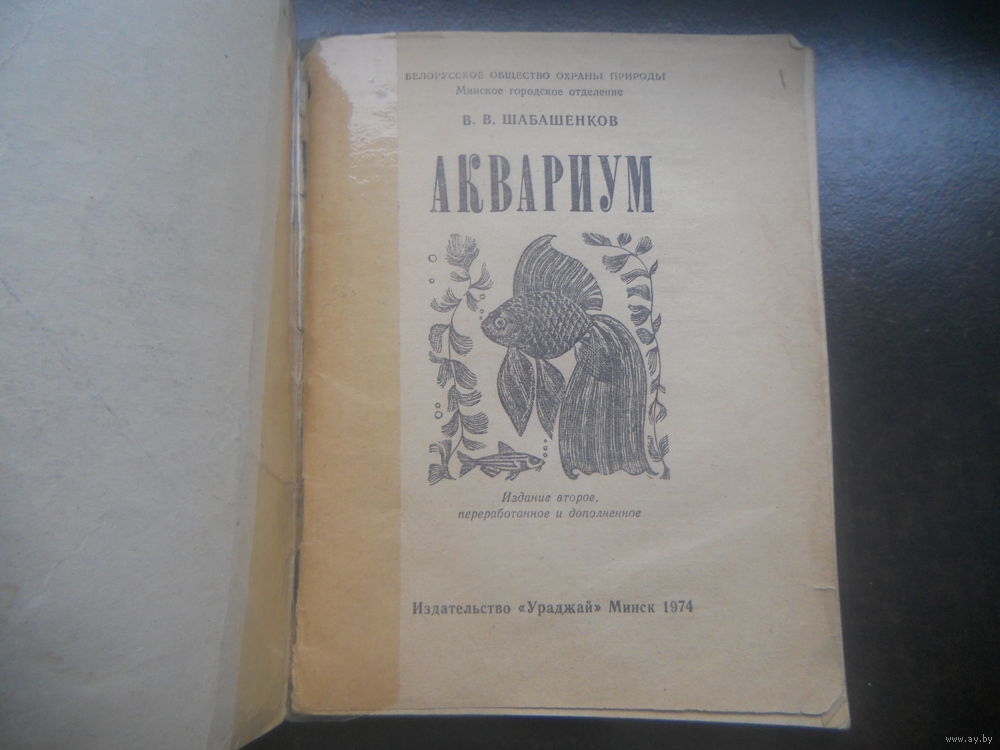 БЕЛОРУССКОЕ ОБЩЕСТВО ОХРАНЫ ПРИРОДЫ
Минское городское отделение
В. В. ШАБАШЕНКОВ
АКВАРИУМ
Издание второе,
переработанное и дополненное
Издательство «Ураджай» Минск 1974
www.ay.by